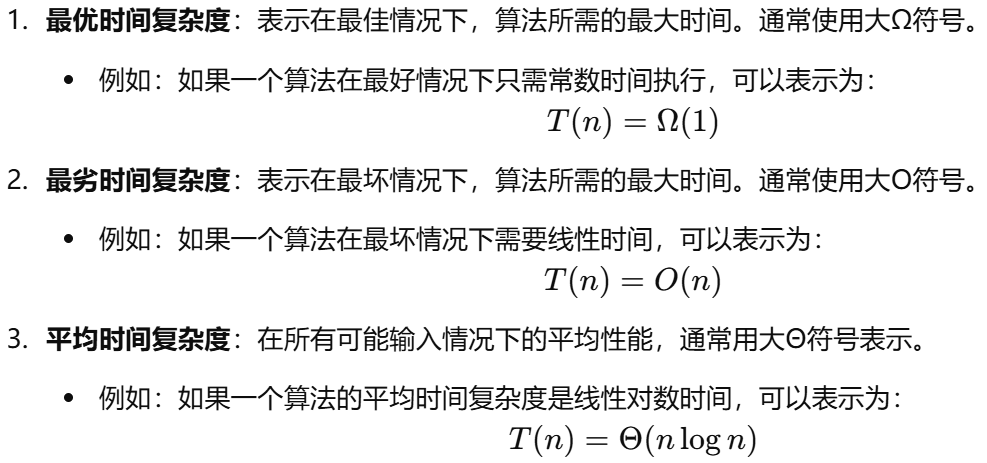 1. 最优时间复杂度：表示在最佳情况下，算法所需的最大时间。通常使用大Ω符号。
• 例如：如果一个算法在最好情况下只需常数时间执行，可以表示为：
T(n) = Ω(1)
2. 最劣时间复杂度：表示在最坏情况下，算法所需的最大时间。通常使用大O符号。
• 例如：如果一个算法在最坏情况下需要线性时间，可以表示为：
T(n) = O(n)
3. 平均时间复杂度：在所有可能输入情况下的平均性能，通常用大Θ符号表示。
• 例如：如果一个算法的平均时间复杂度是线性对数时间，可以表示为：
T(n) = Θ(n log n)